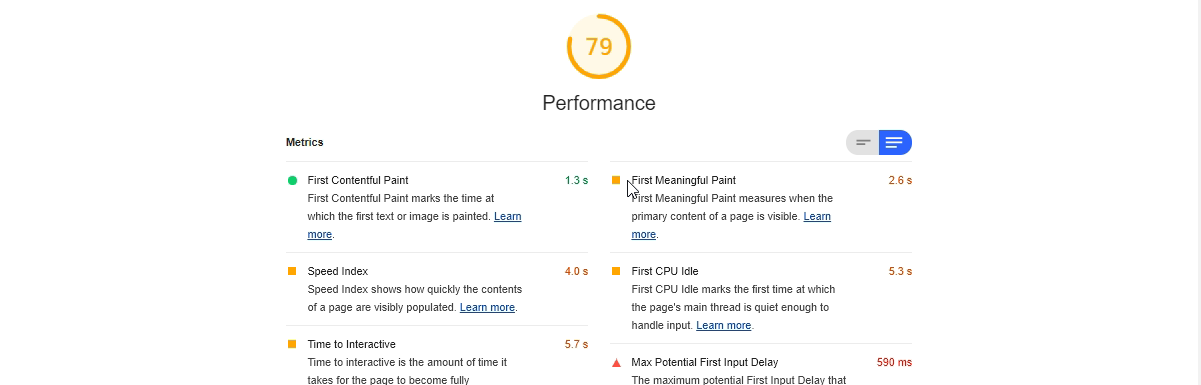 79
Performance
Metrics
First Contentful Paint 1.3 s
First Contentful Paint marks the time at
which the first text or image is painted. Learn
more.
First Meaningful Paint 2.6 s
First Meaningful Paint measures when the
primary content of a page is visible. Learn
more.
Speed Index 4.0 s
Speed Index shows how quickly the contents
of a page are visibly populated. Learn more.
First CPU Idle 5.3 s
First CPU Idle marks the first time at which
the page's main thread is quiet enough to
handle input. Learn more.
Time to Interactive 5.7 s
Time to interactive is the amount of time it
takes for the page to become fully
Max Potential First Input Delay 590 ms
The maximum potential First Input Delay that